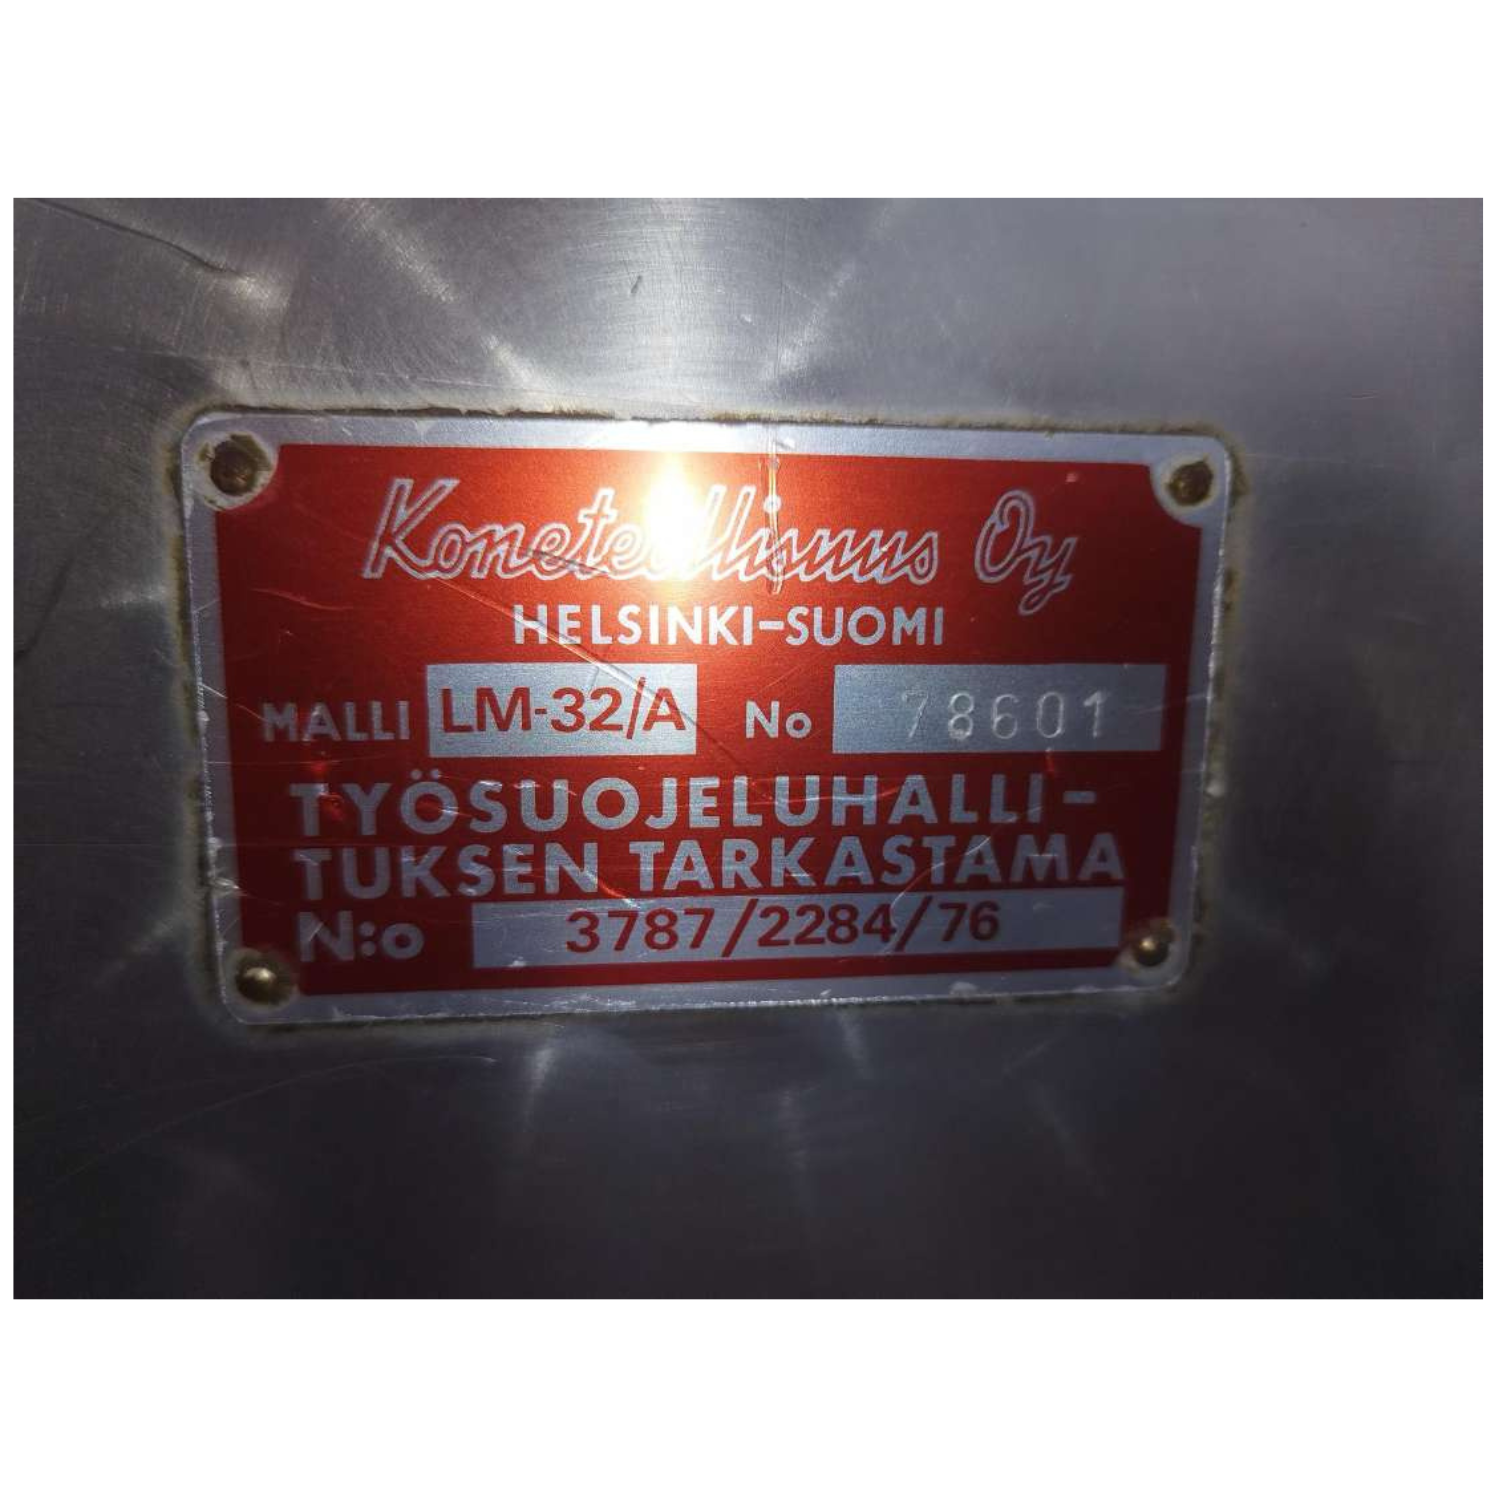 Koneteollisuus Oy
HELSINKI-SUOMI
MALLI LM-32/A No 78601
TYÖSUOJELUHALLI-
TUKSEN TARKASTAMA
N:o 3787/2284/76